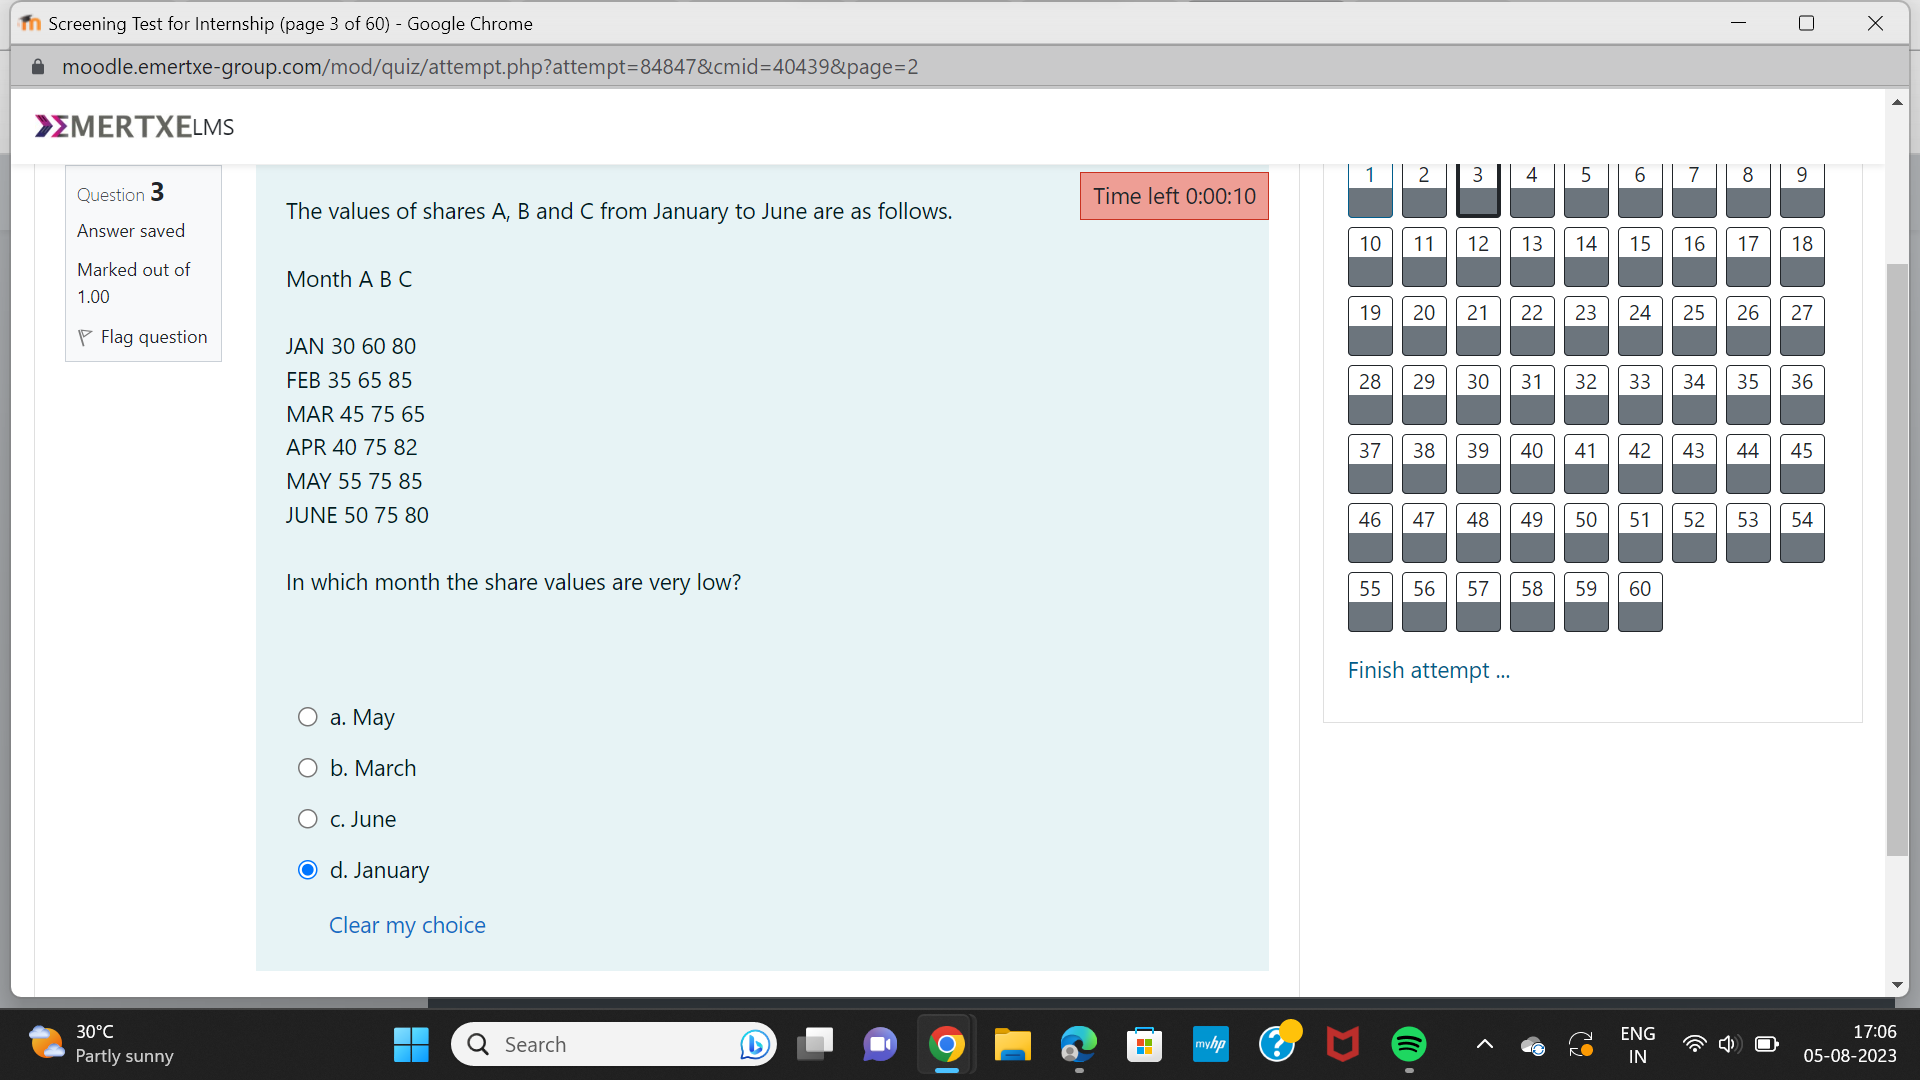 Screening Test for Internship (page 3 of 60) - Google Chrome
moodle.emertxe-group.com/mod/quiz/attempt.php?attempt=84847&cmid=40439&page=2
EMERTXE LMS
Question 3
Answer saved
Marked out of
1.00
Flag question
Time left 0:00:10
The values of shares A, B and C from January to June are as follows.
Month A B C
JAN 30 60 80
FEB 35 65 85
MAR 45 75 65
APR 40 75 82
MAY 55 75 85
JUNE 50 75 80
In which month the share values are very low?
a. May
b. March
c. June
d. January
Clear my choice
1 2 3 4 5 6 7 8 9
10 11 12 13 14 15 16 17 18
19 20 21 22 23 24 25 26 27
28 29 30 31 32 33 34 35 36
37 38 39 40 41 42 43 44 45
46 47 48 49 50 51 52 53 54
55 56 57 58 59 60
Finish attempt ...
30°C
Partly sunny
Search
myhp
ENG
IN
17:06
05-08-2023